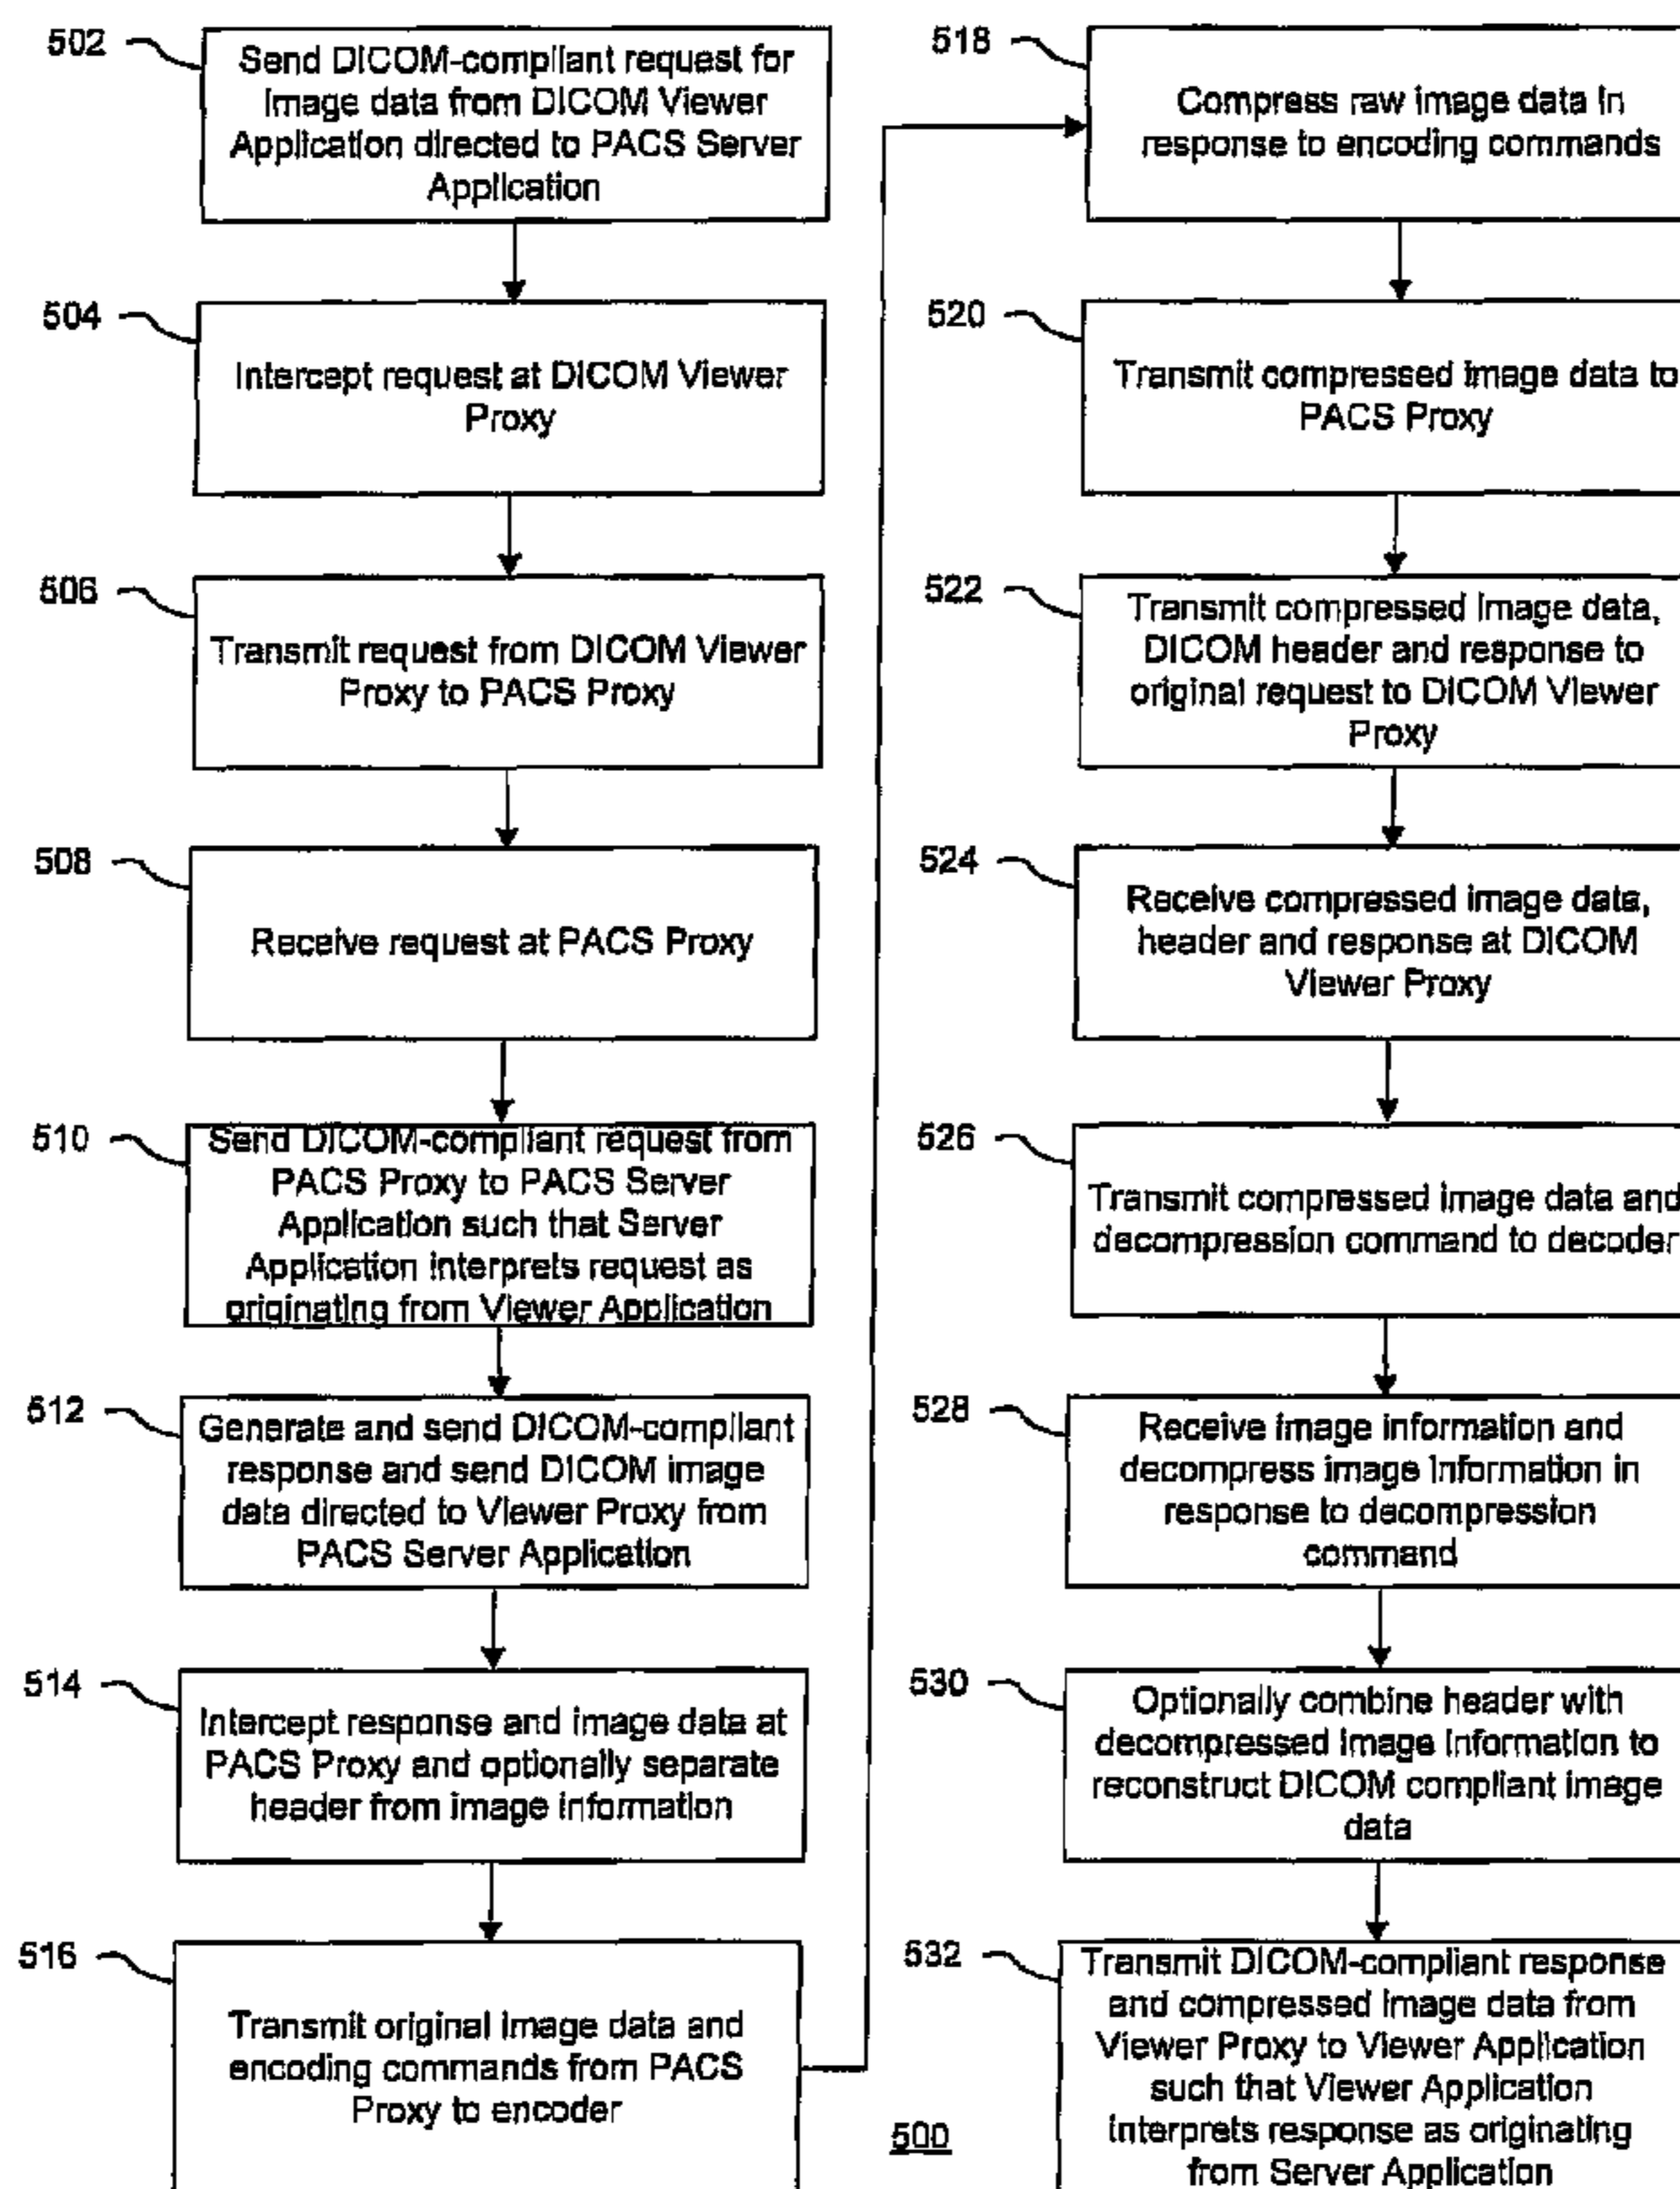 502
Send DICOM-compliant request for
image data from DICOM Viewer
Application directed to PACS Server
Application
504
Intercept request at DICOM Viewer
Proxy
506
Transmit request from DICOM Viewer
Proxy to PACS Proxy
508
Receive request at PACS Proxy
510
Send DICOM-compliant request from
PACS Proxy to PACS Server
Application such that Server
Application interprets request as
originating from Viewer Application
512
Generate and send DICOM-compliant
response and send DICOM image
data directed to Viewer Proxy from
PACS Server Application
514
Intercept response and image data at
PACS Proxy and optionally separate
header from image information
516
Transmit original image data and
encoding commands from PACS
Proxy to encoder
518
Compress raw image data in
response to encoding commands
520
Transmit compressed image data to
PACS Proxy
522
Transmit compressed image data,
DICOM header and response to
original request to DICOM Viewer
Proxy
524
Receive compressed image data,
header and response at DICOM
Viewer Proxy
526
Transmit compressed image data and
decompression command to decoder
528
Receive image information and
decompress image information in
response to decompression
command
530
Optionally combine header with
decompressed image information to
reconstruct DICOM compliant image
data
532
Transmit DICOM-compliant response
and compressed image data from
Viewer Proxy to Viewer Application
such that Viewer Application
interprets response as originating
from Server Application
500